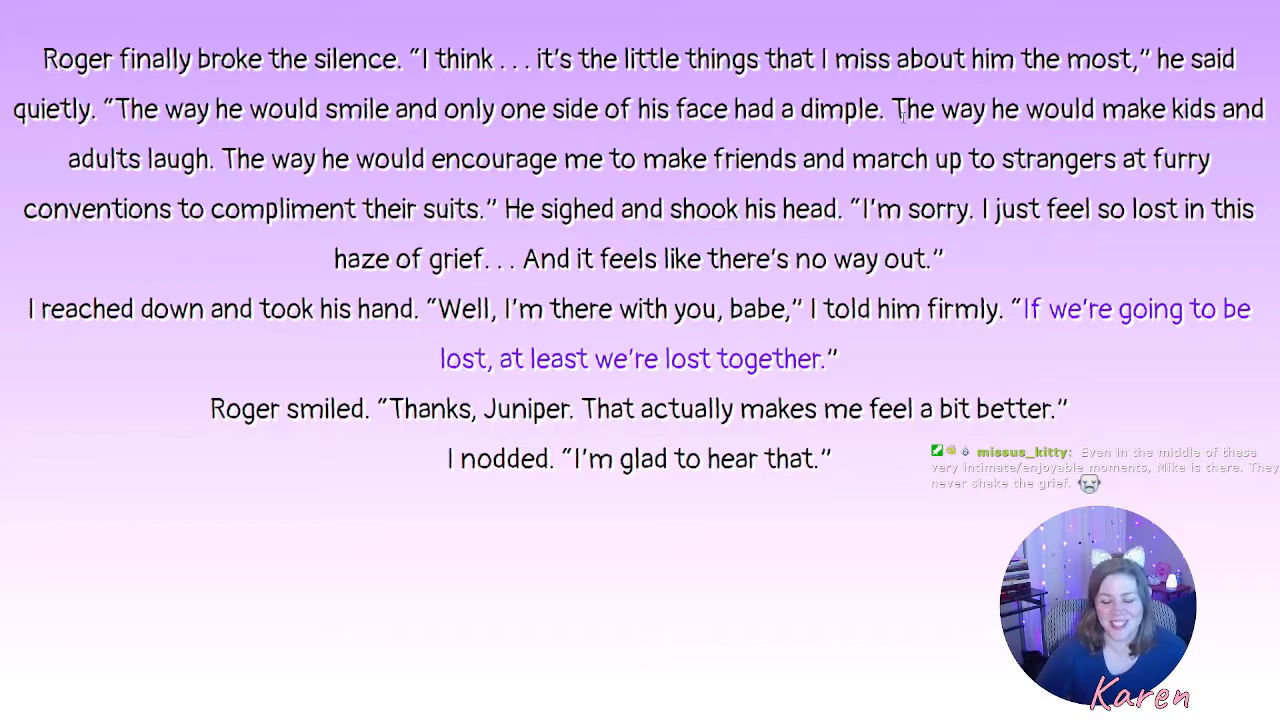 Roger finally broke the silence. “I think . . . it’s the little things that I miss about him the most,” he said
quietly. “The way he would smile and only one side of his face had a dimple. The way he would make kids and
adults laugh. The way he would encourage me to make friends and march up to strangers at furry
conventions to compliment their suits.” He sighed and shook his head. “I’m sorry. I just feel so lost in this
haze of grief. . . And it feels like there’s no way out.”
I reached down and took his hand. “Well, I’m there with you, babe,” I told him firmly. “If we’re going to be
lost, at least we’re lost together.”
Roger smiled. “Thanks, Juniper. That actually makes me feel a bit better.”
I nodded. “I’m glad to hear that.”
missus_kitty: Even in the middle of these
very intimate/enjoyable moments, Mike is there. They
never shake the grief.
Karen